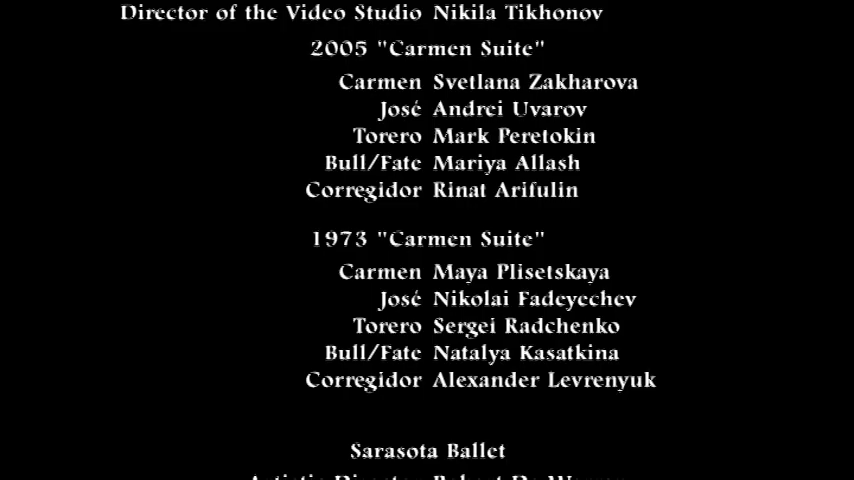 Director of the Video Studio Nikila Tikhonov
2005 "Carmen Suite"
Carmen Svetlana Zakharova
José Andrei Uvarov
Torero Mark Peretokin
Bull/Fate Mariya Allash
Corregidor Rinat Arifulin
1973 "Carmen Suite"
Carmen Maya Plisetskaya
José Nikolai Fadeyechev
Torero Sergei Radchenko
Bull/Fate Natalya Kasatkina
Corregidor Alexander Levrenyuk
Sarasota Ballet